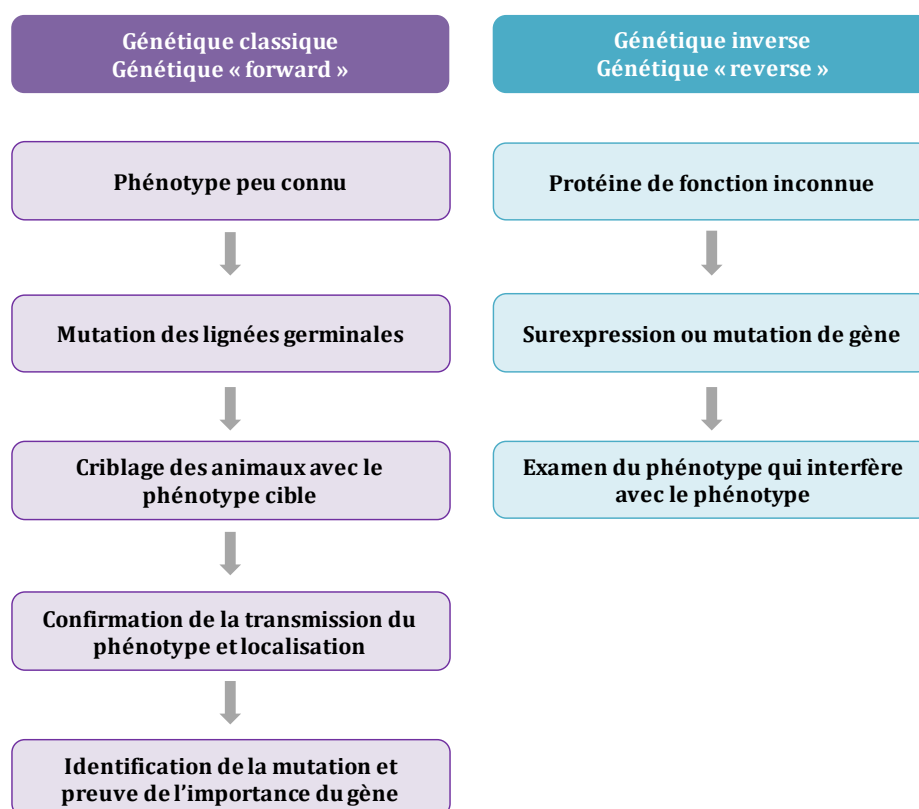 Génétique classique
Génétique « forward »
Phénotype peu connu
Mutation des lignées germinales
Criblage des animaux avec le
phénotype cible
Confirmation de la transmission du
phénotype et localisation
Identification de la mutation et
preuve de l'importance du gène
Génétique inverse
Génétique « reverse »
Protéine de fonction inconnue
Surexpression ou mutation de gène
Examen du phénotype qui interfère
avec le phénotype